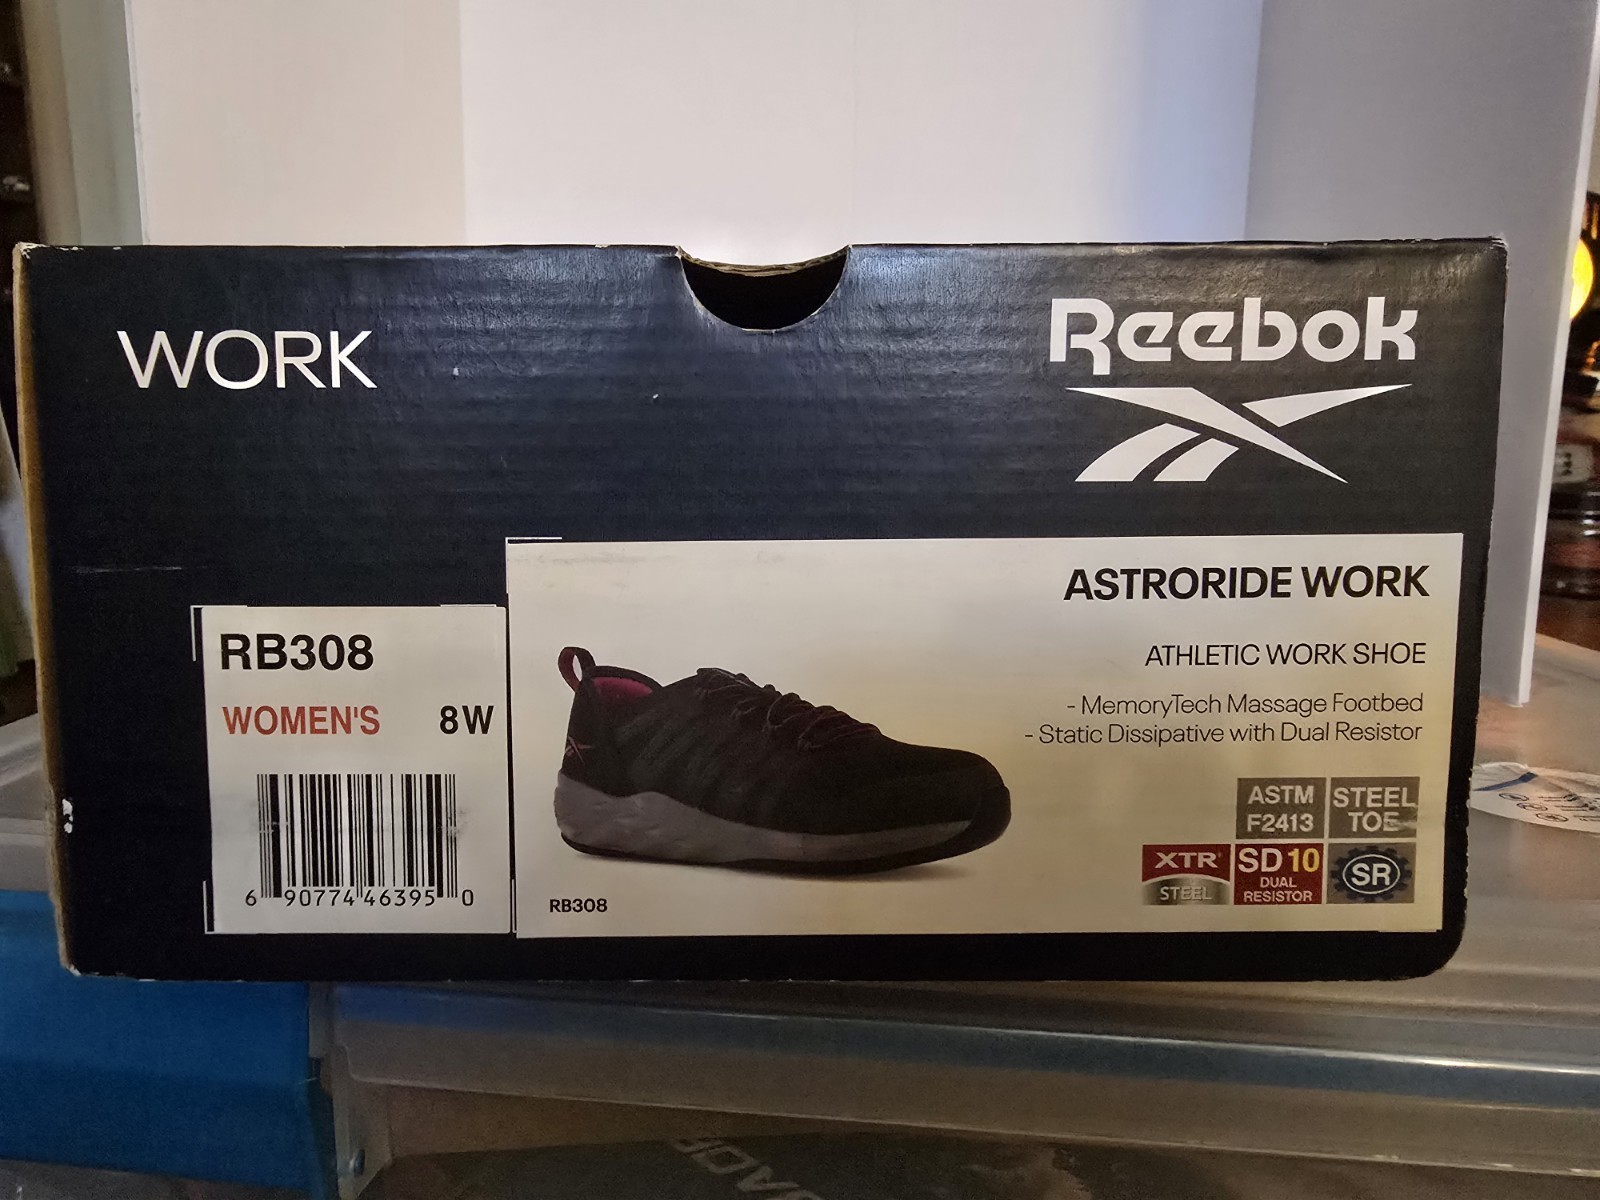 WORK
Reebok
RB308
WOMEN'S 8W
6 90774 46395 0
ASTRORIDE WORK
ATHLETIC WORK SHOE
- MemoryTech Massage Footbed
- Static Dissipative with Dual Resistor
ASTM
F2413
STEEL
TOE
XTR®
STEEL
SD 10
DUAL
RESISTOR
SR
RB308